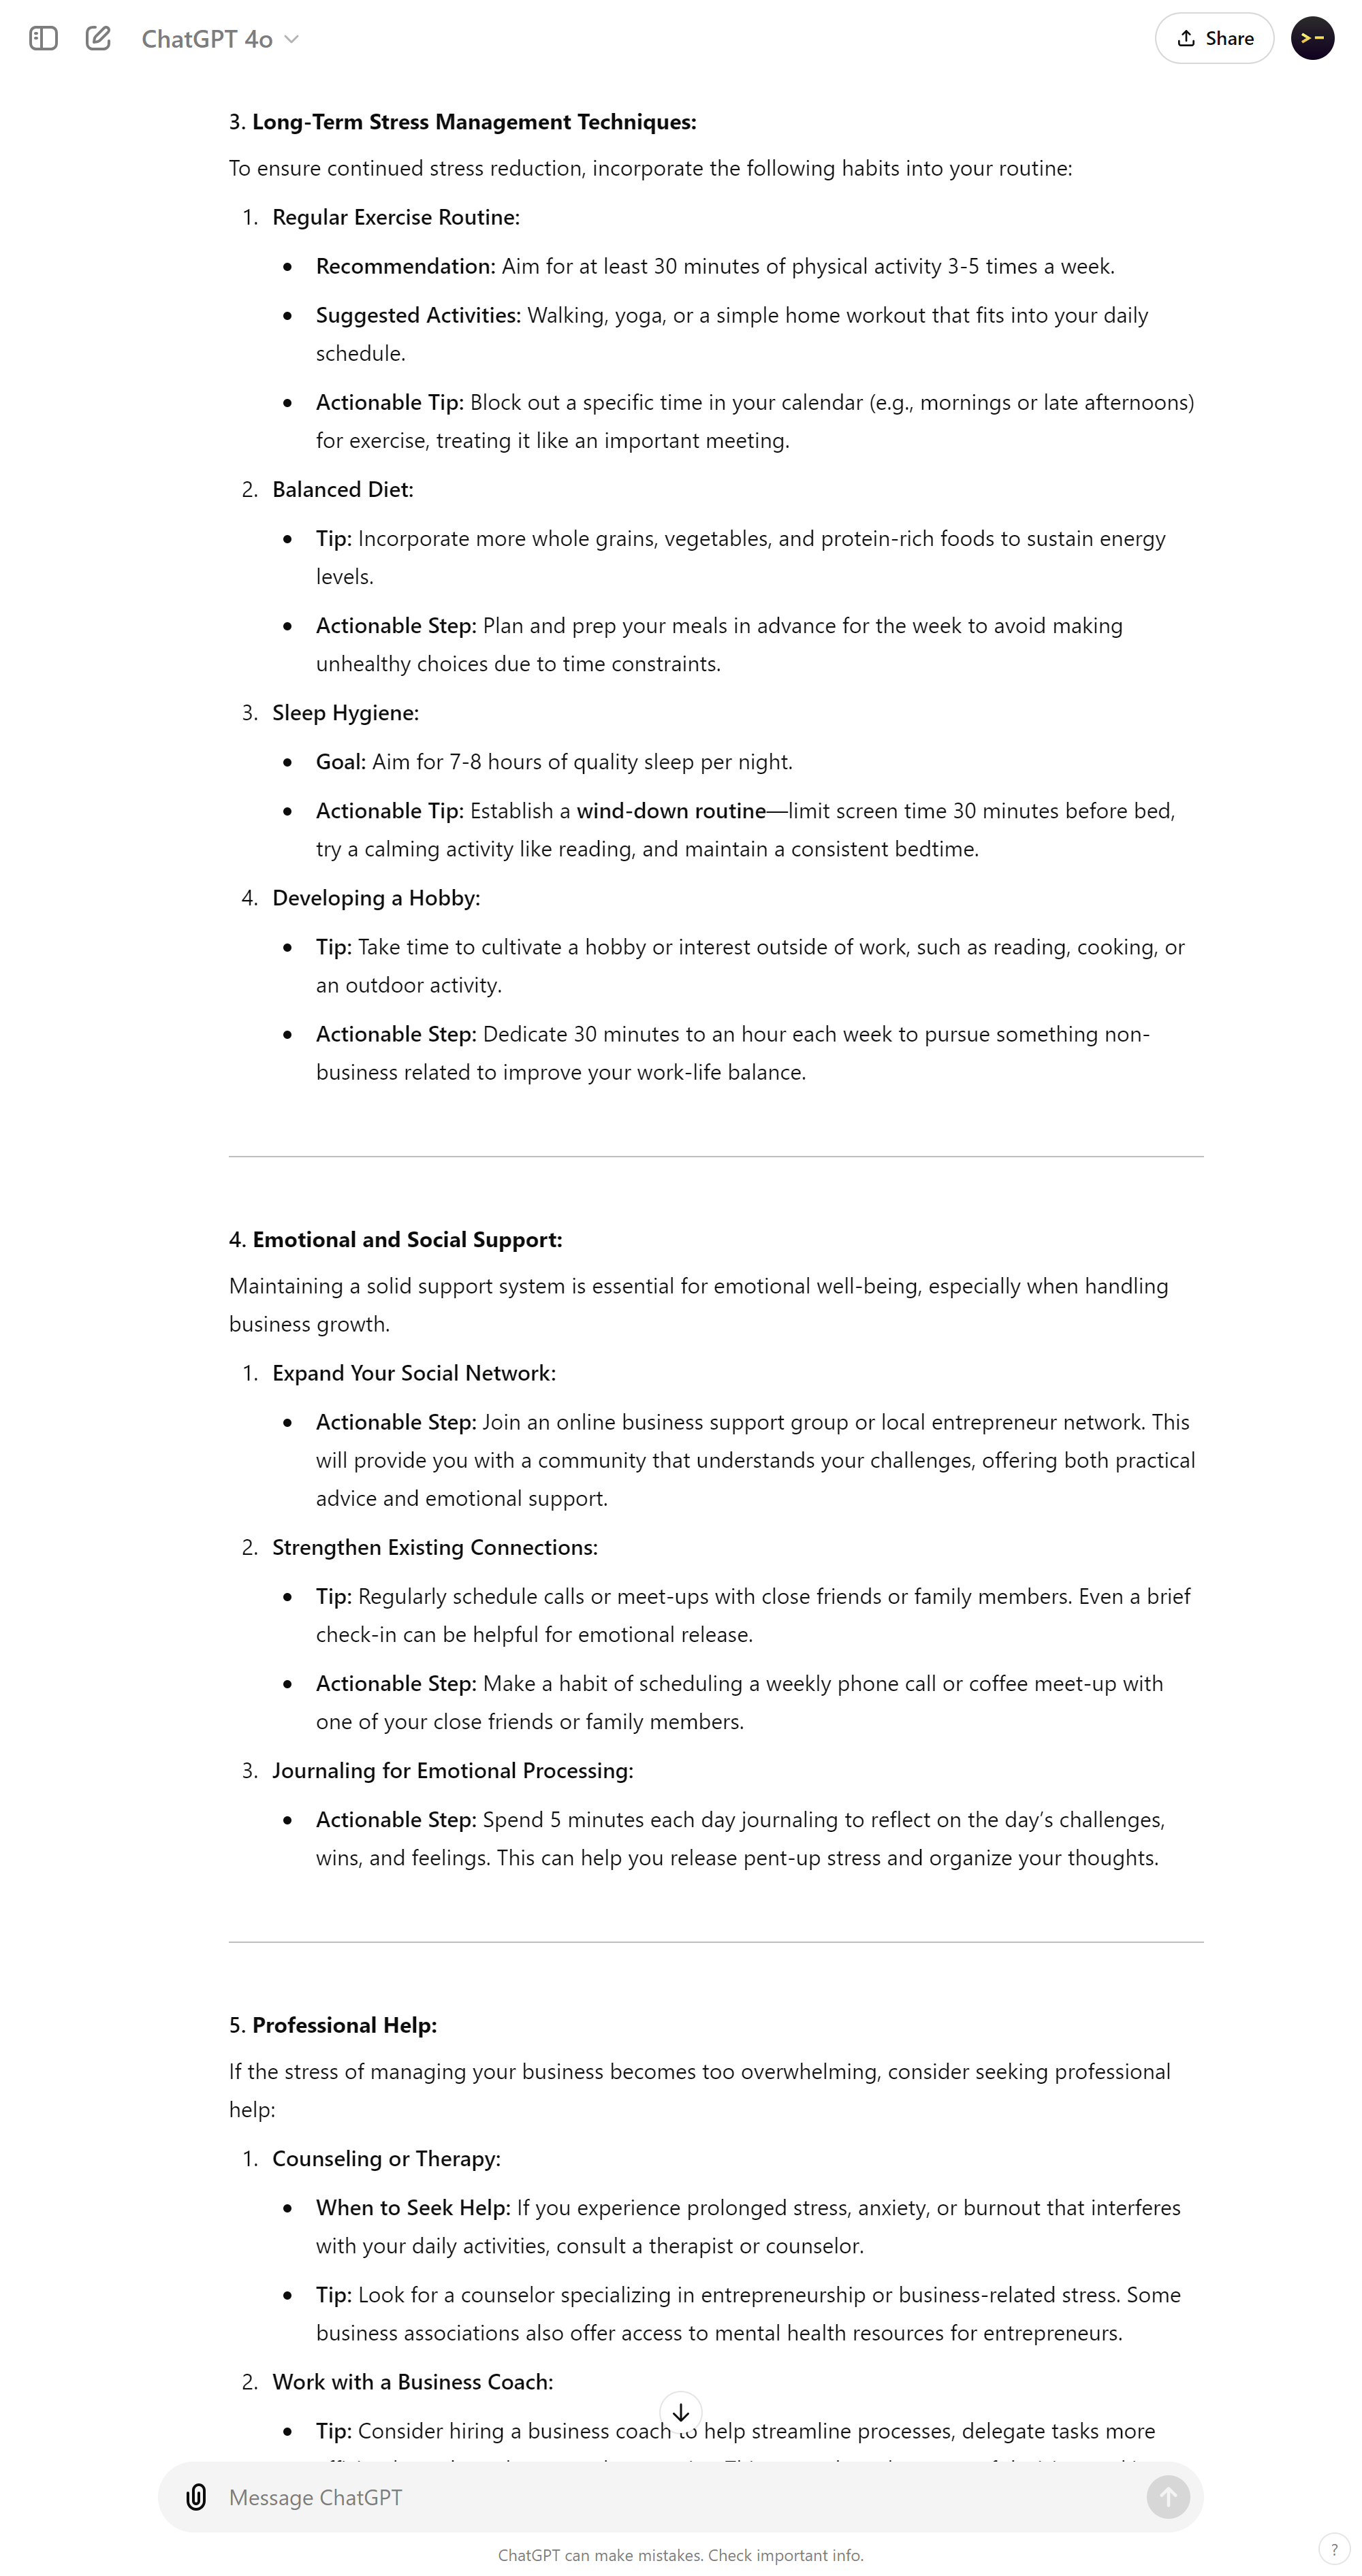 ChatGPT 4o
Share
3. Long-Term Stress Management Techniques:
To ensure continued stress reduction, incorporate the following habits into your routine:
1. Regular Exercise Routine:
• Recommendation: Aim for at least 30 minutes of physical activity 3-5 times a week.
• Suggested Activities: Walking, yoga, or a simple home workout that fits into your daily
schedule.
• Actionable Tip: Block out a specific time in your calendar (e.g., mornings or late afternoons)
for exercise, treating it like an important meeting.
2. Balanced Diet:
• Tip: Incorporate more whole grains, vegetables, and protein-rich foods to sustain energy
levels.
• Actionable Step: Plan and prep your meals in advance for the week to avoid making
unhealthy choices due to time constraints.
3. Sleep Hygiene:
• Goal: Aim for 7-8 hours of quality sleep per night.
• Actionable Tip: Establish a wind-down routine—limit screen time 30 minutes before bed,
try a calming activity like reading, and maintain a consistent bedtime.
4. Developing a Hobby:
• Tip: Take time to cultivate a hobby or interest outside of work, such as reading, cooking, or
an outdoor activity.
• Actionable Step: Dedicate 30 minutes to an hour each week to pursue something non-
business related to improve your work-life balance.
4. Emotional and Social Support:
Maintaining a solid support system is essential for emotional well-being, especially when handling
business growth.
1. Expand Your Social Network:
• Actionable Step: Join an online business support group or local entrepreneur network. This
will provide you with a community that understands your challenges, offering both practical
advice and emotional support.
2. Strengthen Existing Connections:
• Tip: Regularly schedule calls or meet-ups with close friends or family members. Even a brief
check-in can be helpful for emotional release.
• Actionable Step: Make a habit of scheduling a weekly phone call or coffee meet-up with
one of your close friends or family members.
3. Journaling for Emotional Processing:
• Actionable Step: Spend 5 minutes each day journaling to reflect on the day’s challenges,
wins, and feelings. This can help you release pent-up stress and organize your thoughts.
5. Professional Help:
If the stress of managing your business becomes too overwhelming, consider seeking professional
help:
1. Counseling or Therapy:
• When to Seek Help: If you experience prolonged stress, anxiety, or burnout that interferes
with your daily activities, consult a therapist or counselor.
• Tip: Look for a counselor specializing in entrepreneurship or business-related stress. Some
business associations also offer access to mental health resources for entrepreneurs.
2. Work with a Business Coach:
• Tip: Consider hiring a business coach to help streamline processes, delegate tasks more
Message ChatGPT
ChatGPT can make mistakes. Check important info.
?